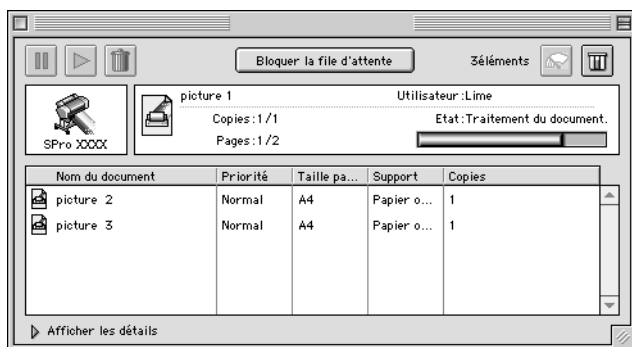 Bloquer la file d'attente 3éléments
picture 1 Utilisateur:Lime
Copies:1/1 Etat:Traitement du document.
Pages:1/2
SPro XXXX
Nom du document Priorité Taille pa... Support Copies
picture 2 Normal A4 Papier o... 1
picture 3 Normal A4 Papier o... 1
Afficher les détails